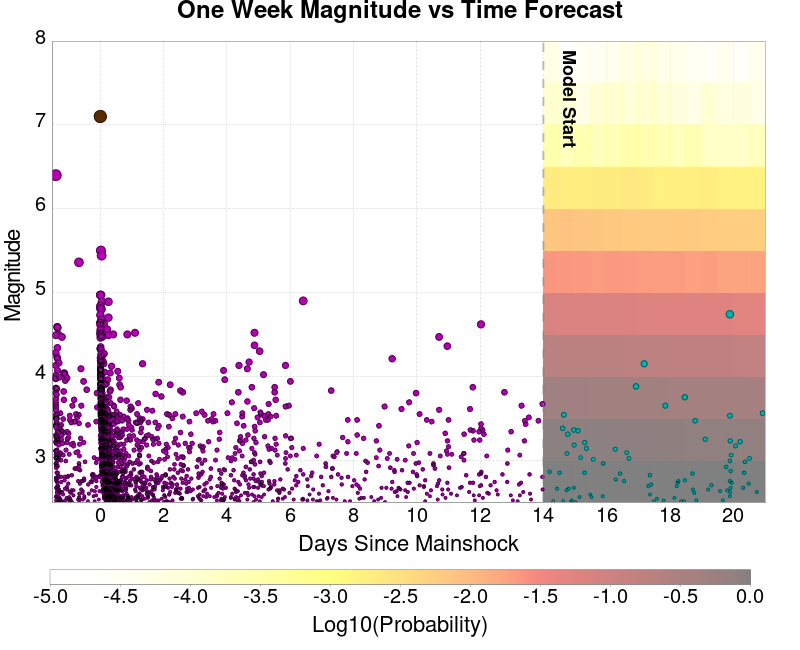 One Week Magnitude vs Time Forecast
8
7
6
5
4
3
Magnitude
Model Start
0 2 4 6 8 10 12 14 16 18 20
Days Since Mainshock
-5.0 -4.5 -4.0 -3.5 -3.0 -2.5 -2.0 -1.5 -1.0 -0.5 0.0
Log10(Probability)